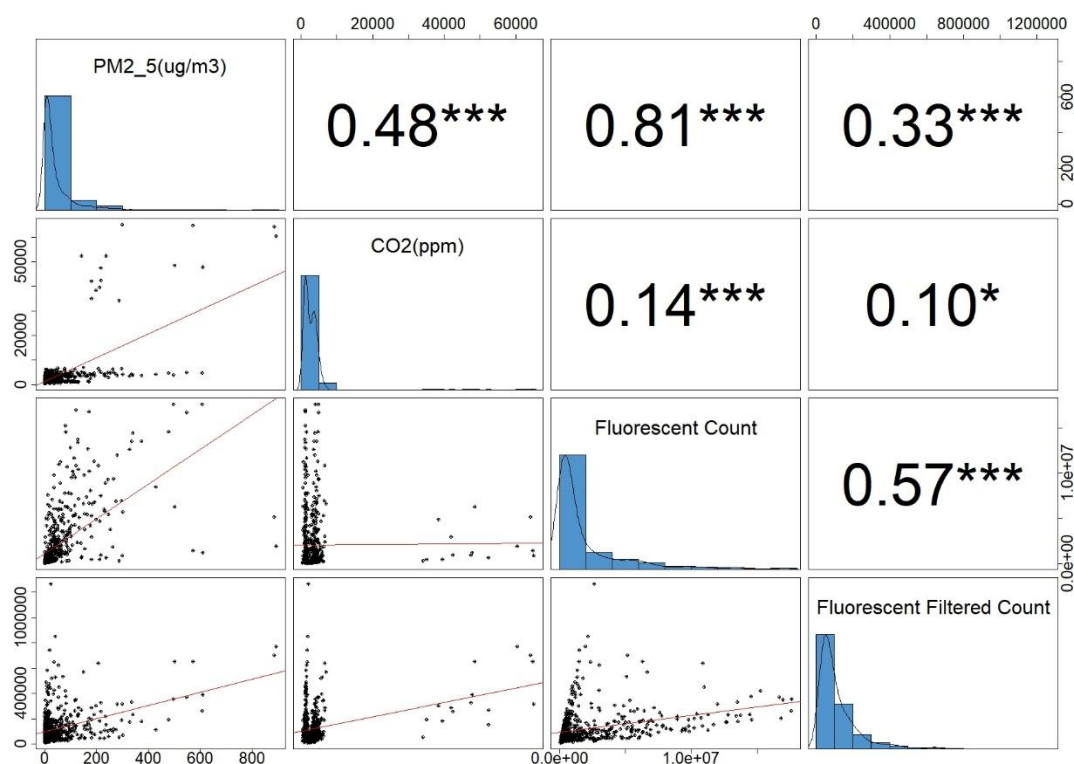 0 20000 40000 60000
0 400000 800000 1200000
PM2_5(ug/m3)
0.48***
0.81***
0.33***
0 200 600
0 20000 50000
CO2(ppm)
0.14***
0.10*
Fluorescent Count
0.57***
0.0e+00 1.0e+07
0 400000 1000000
Fluorescent Filtered Count
0 200 400 600 800
0.0e+00 1.0e+07